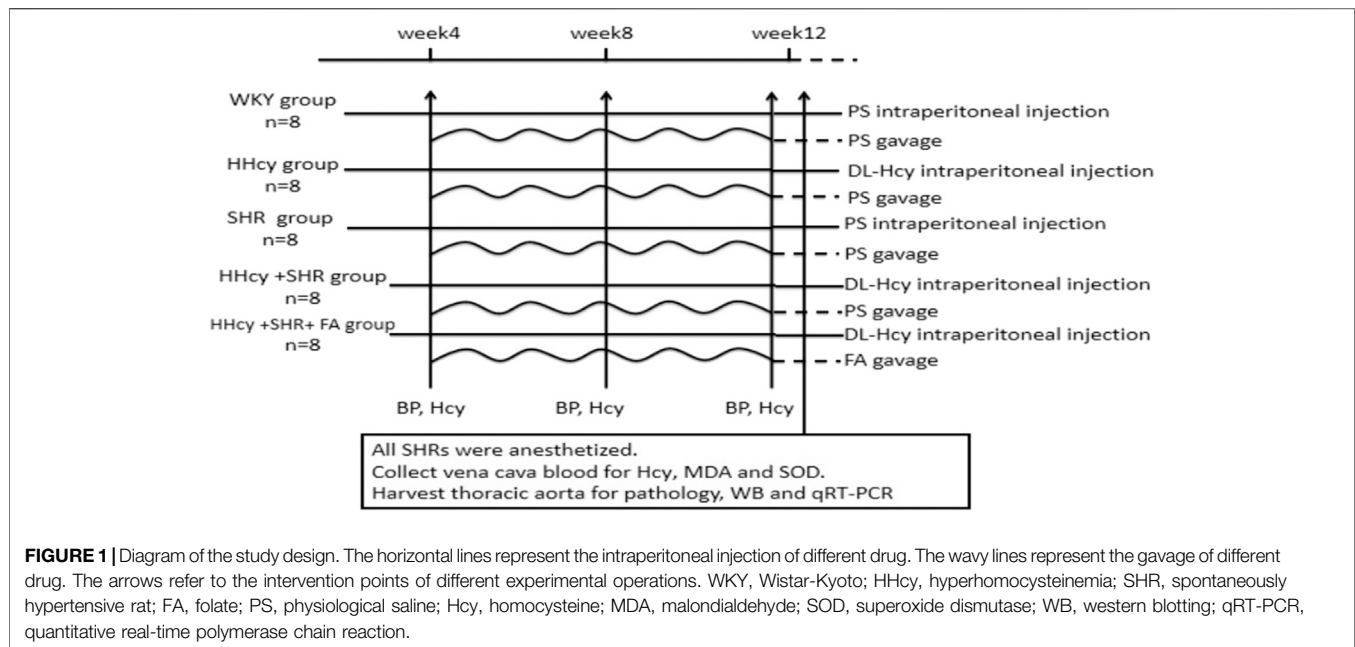 week4 week8 week12
WKY group
n=8
PS intraperitoneal injection
PS gavage
HHcy group
n=8
DL-Hcy intraperitoneal injection
PS gavage
SHR group
n=8
PS intraperitoneal injection
PS gavage
HHcy +SHR group
n=8
DL-Hcy intraperitoneal injection
PS gavage
HHcy +SHR+ FA group
n=8
DL-Hcy intraperitoneal injection
FA gavage
BP, Hcy BP, Hcy BP, Hcy
All SHRs were anesthetized.
Collect vena cava blood for Hcy, MDA and SOD.
Harvest thoracic aorta for pathology, WB and qRT-PCR
FIGURE 1 | Diagram of the study design. The horizontal lines represent the intraperitoneal injection of different drug. The wavy lines represent the gavage of different
drug. The arrows refer to the intervention points of different experimental operations. WKY, Wistar-Kyoto; HHcy, hyperhomocysteinemia; SHR, spontaneously
hypertensive rat; FA, folate; PS, physiological saline; Hcy, homocysteine; MDA, malondialdehyde; SOD, superoxide dismutase; WB, western blotting; qRT-PCR,
quantitative real-time polymerase chain reaction.